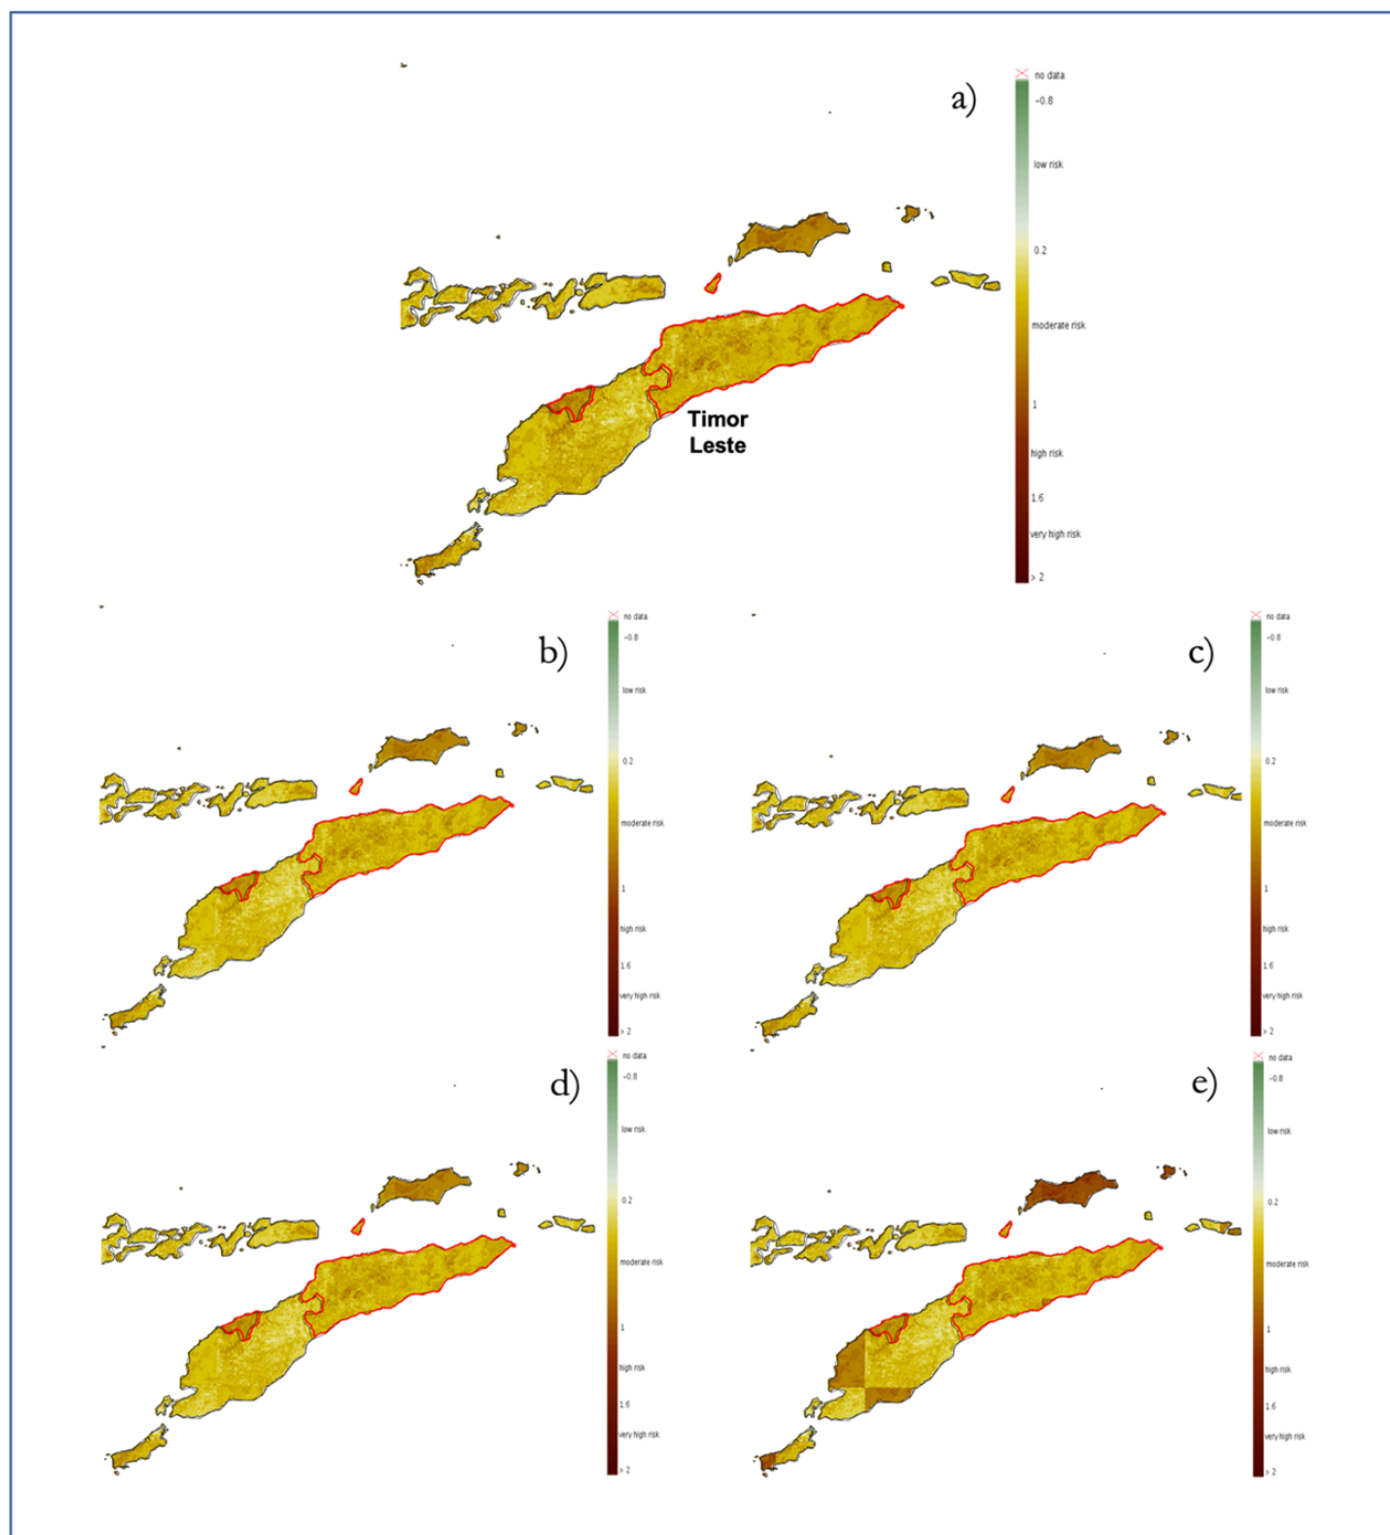 a)
no data
-0.8
low risk
0.2
moderate risk
1
high risk
1.6
very high risk
> 2
Timor
Leste
b)
no data
-0.8
low risk
0.2
moderate risk
1
high risk
1.6
very high risk
> 2
c)
no data
-0.8
low risk
0.2
moderate risk
1
high risk
1.6
very high risk
> 2
d)
no data
-0.8
low risk
0.2
moderate risk
1
high risk
1.6
very high risk
> 2
e)
no data
-0.8
low risk
0.2
moderate risk
1
high risk
1.6
very high risk
> 2